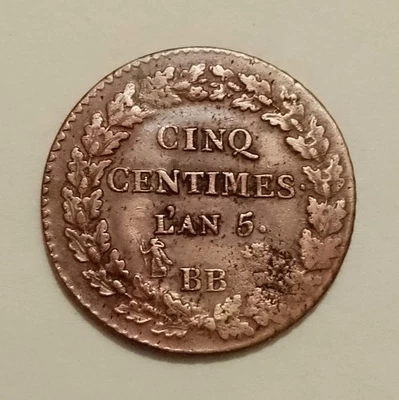 CINQ
CENTIMES.
L'AN 5.
BB